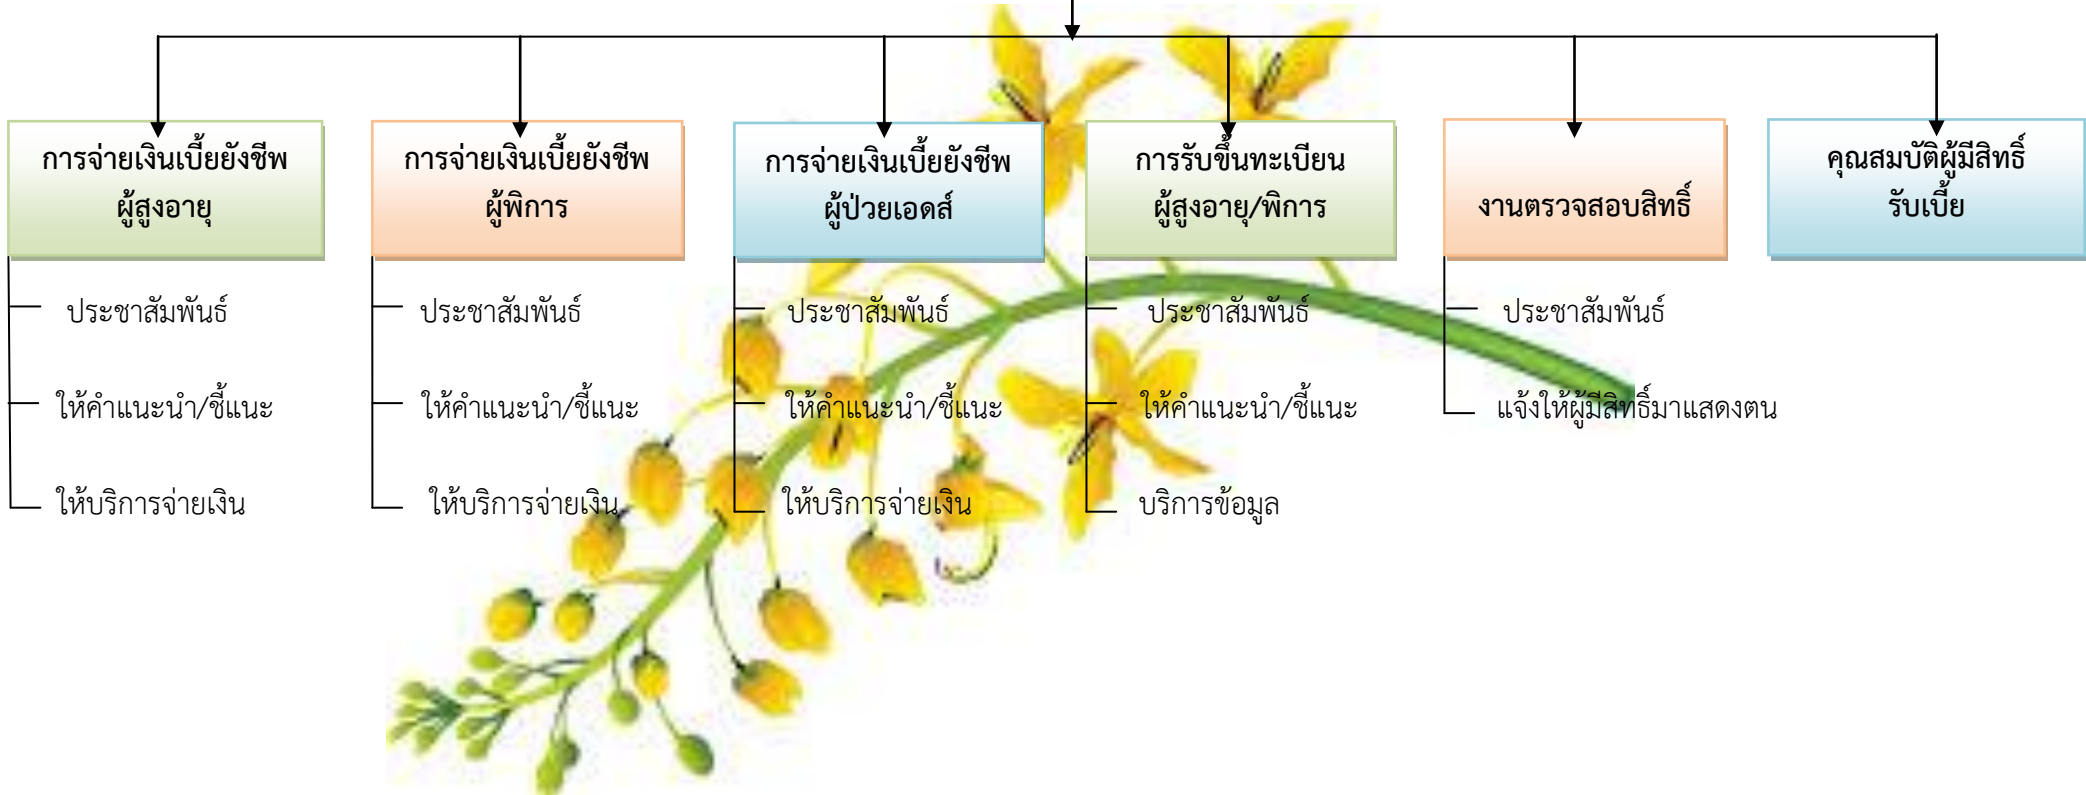 การจ่ายเงินเบี้ยยังชีพ
ผู้สูงอายุ
ประชาสัมพันธ์
ให้คำแนะนำ/ชี้แนะ
ให้บริการจ่ายเงิน
การจ่ายเงินเบี้ยยังชีพ
ผู้พิการ
ประชาสัมพันธ์
ให้คำแนะนำ/ชี้แนะ
ให้บริการจ่ายเงิน
การจ่ายเงินเบี้ยยังชีพ
ผู้ป่วยเอดส์
ประชาสัมพันธ์
ให้คำแนะนำ/ชี้แนะ
ให้บริการจ่ายเงิน
การรับขึ้นทะเบียน
ผู้สูงอายุ/พิการ
ประชาสัมพันธ์
ให้คำแนะนำ/ชี้แนะ
บริการข้อมูล
งานตรวจสอบสิทธิ์
ประชาสัมพันธ์
แจ้งให้ผู้มีสิทธิ์มาแสดงตน
คุณสมบัติผู้มีสิทธิ์
รับเบี้ย